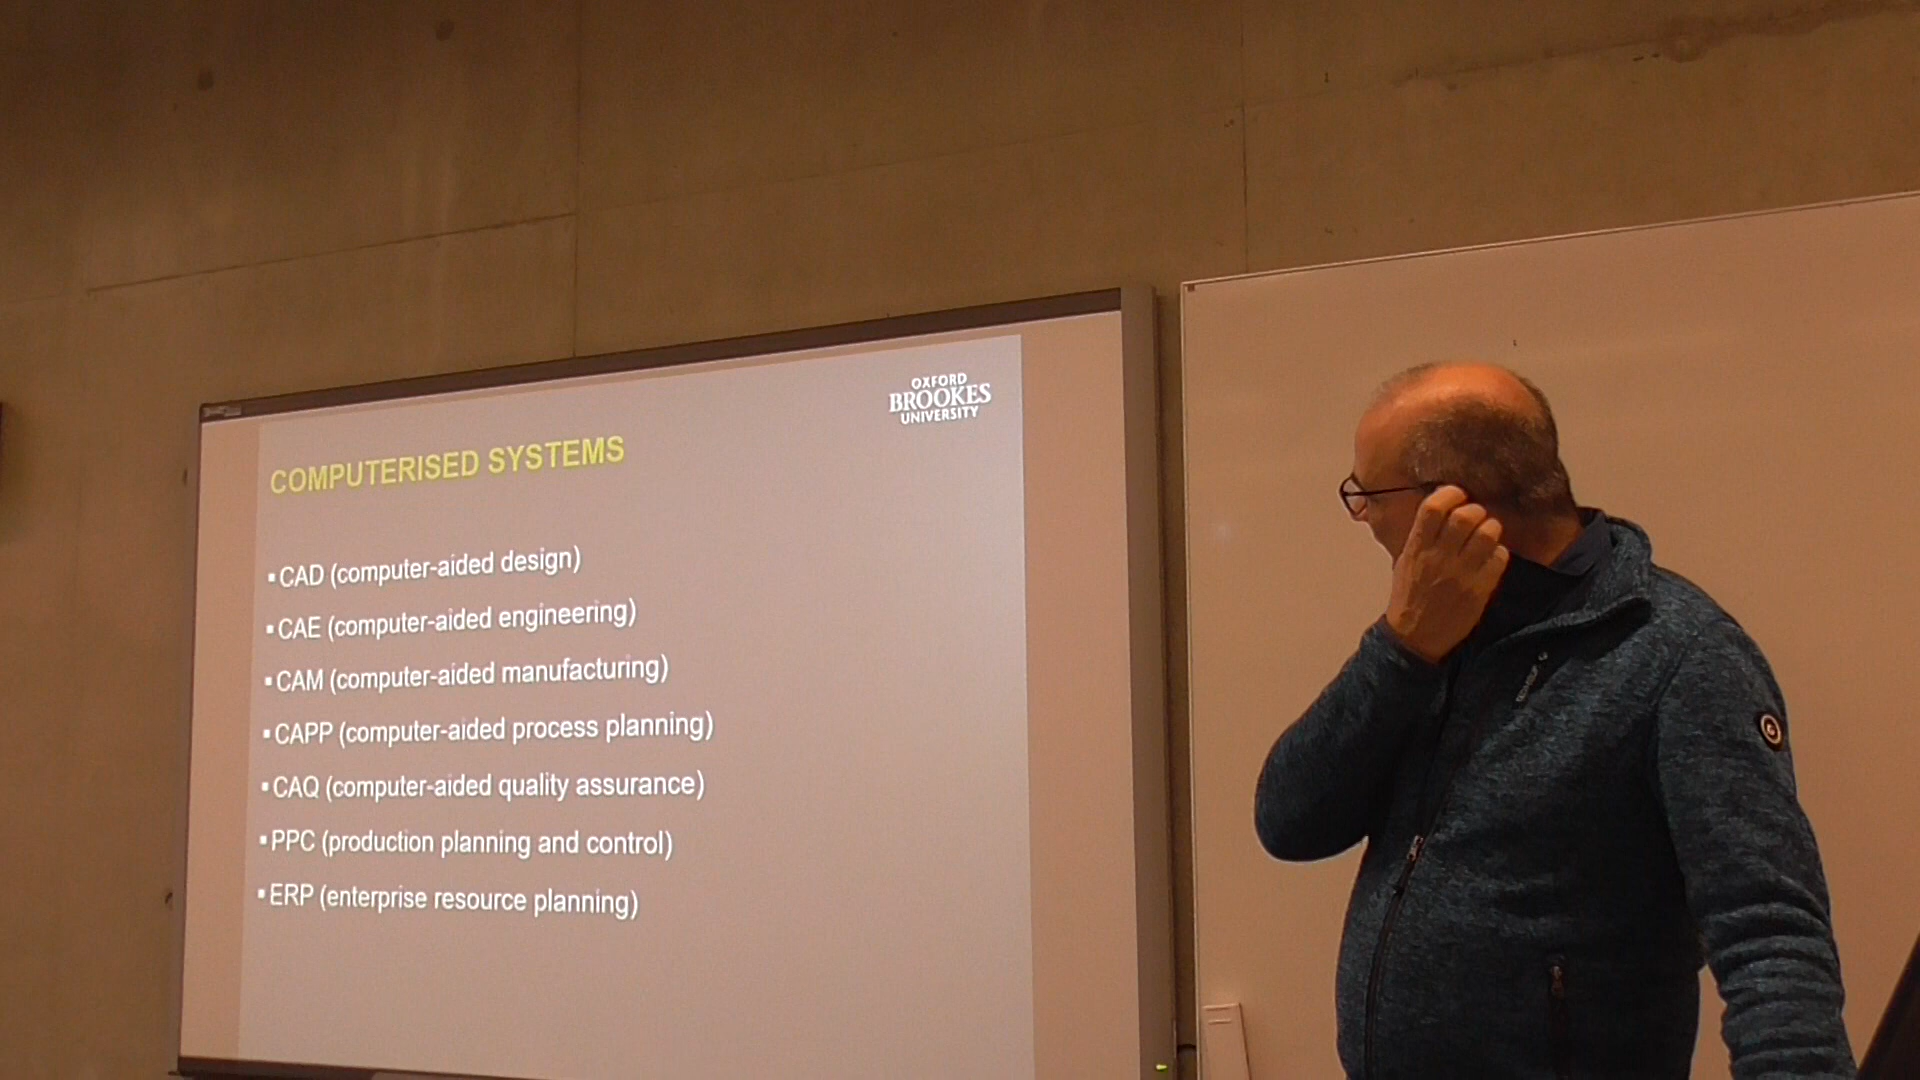 OXFORD
BROOKES
UNIVERSITY
COMPUTERISED SYSTEMS
▪ CAD (computer-aided design)
▪ CAE (computer-aided engineering)
▪ CAM (computer-aided manufacturing)
▪ CAPP (computer-aided process planning)
▪ CAQ (computer-aided quality assurance)
▪ PPC (production planning and control)
▪ ERP (enterprise resource planning)